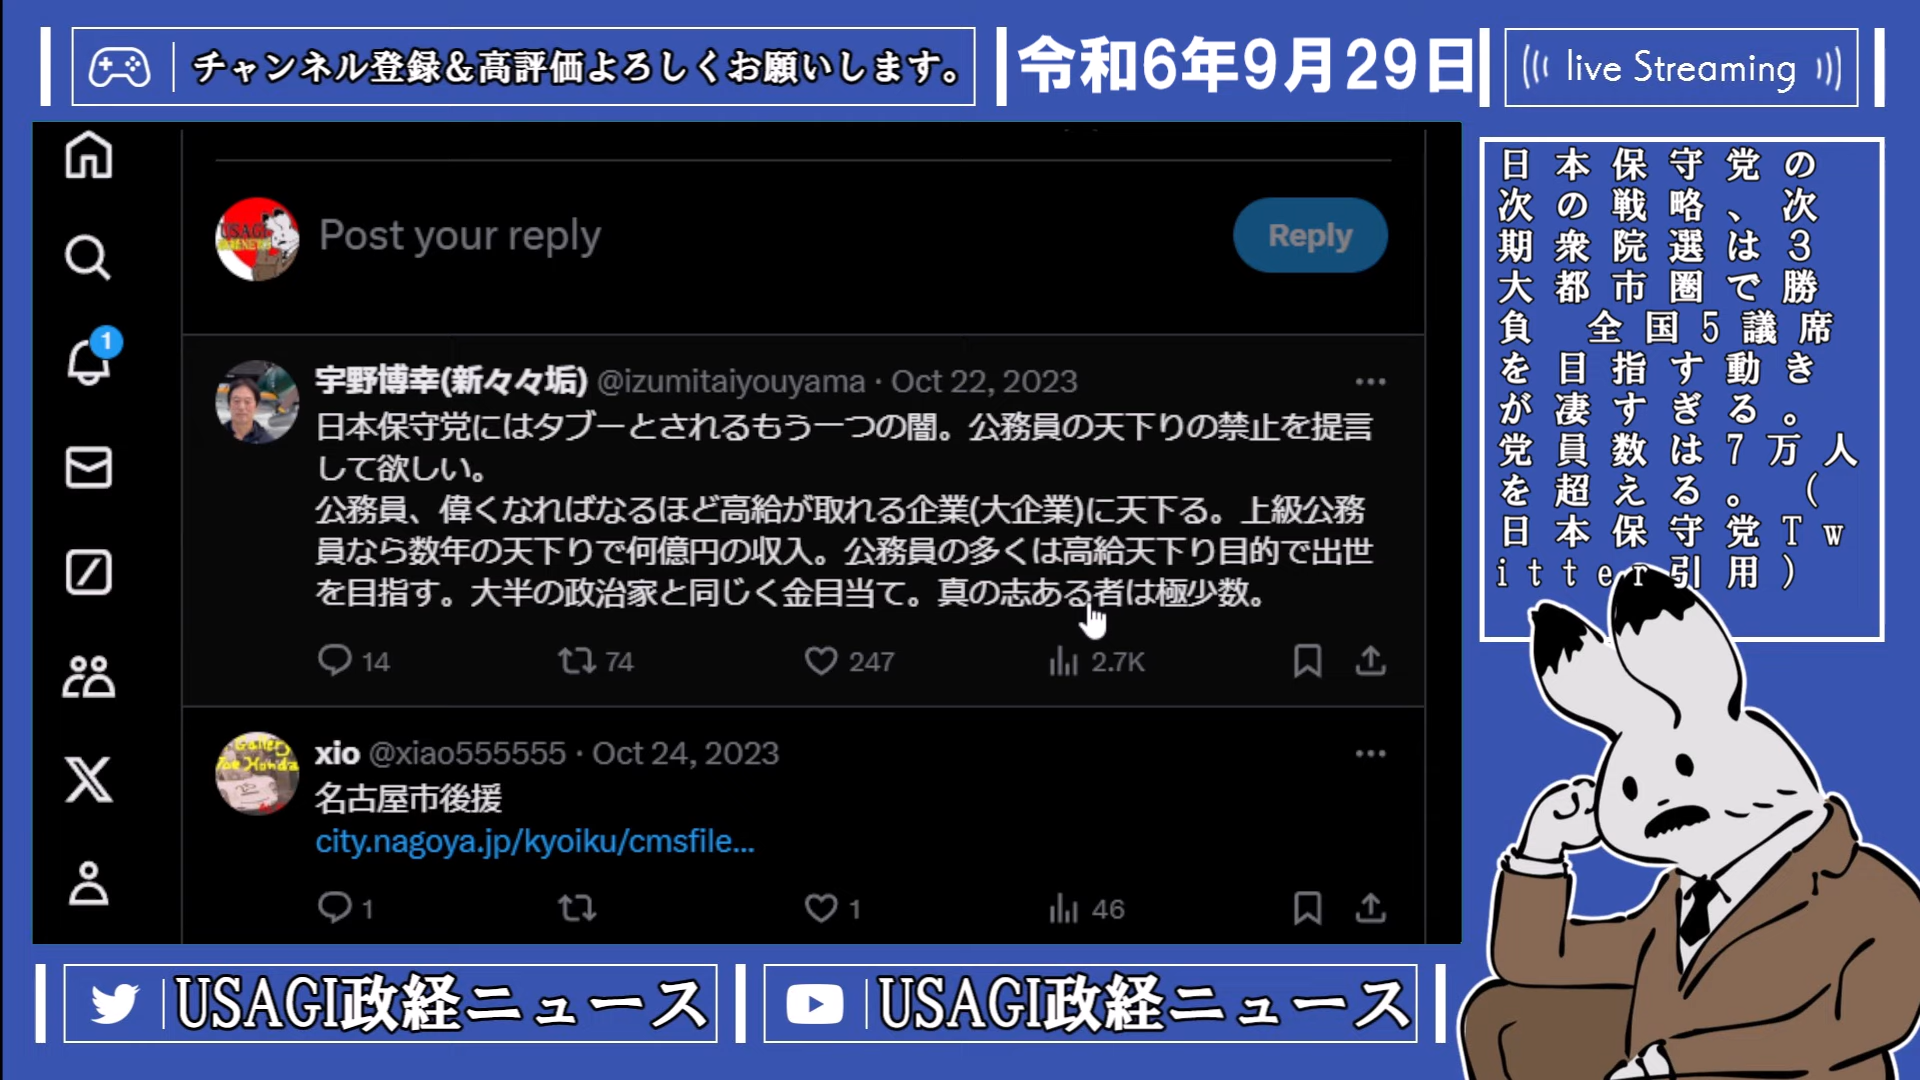 チャンネル登録＆高評価よろしくお願いします。
令和6年9月29日
live Streaming
日本保守党の
次の戦略、次
期衆院選は３
大都市圏で勝
負　全国5議席
を目指す動き
が凄すぎる。
党員数は7万人
を超える。（
日本保守党Tw
itter引用）
Post your reply
Reply
1
宇野博幸(新々々垢) @izumitaiyouyama · Oct 22, 2023
日本保守党にはタブーとされるもう一つの闇。公務員の天下りの禁止を提言
して欲しい。
公務員、偉くなればなるほど高給が取れる企業(大企業)に天下る。上級公務
員なら数年の天下りで何億円の収入。公務員の多くは高給天下り目的で出世
を目指す。大半の政治家と同じく金目当て。真の志ある者は極少数。
14 74 247 2.7K
xio @xiao555555 · Oct 24, 2023
名古屋市後援
city.nagoya.jp/kyoiku/cmsfile...
1 1 46
USAGI政経ニュース
USAGI政経ニュース